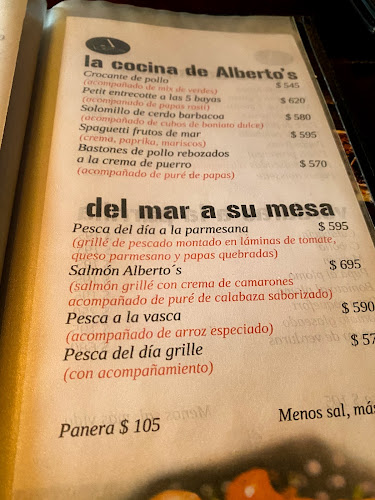 la cocina de Alberto's
Crocante de pollo $ 545
(acompañado de mix de verdes)
Petit entrecotte a las 5 bayas $ 620
(acompañado de papas rosti)
Solomillo de cerdo barbacoa $ 580
(acompañado de cubos de boniato dulce)
Spaguetti frutos de mar $ 595
(crema, paprika, mariscos)
Bastones de pollo rebozados
a la crema de puerro $ 570
(acompañado de puré de papas)
del mar a su mesa
Pesca del día a la parmesana $ 595
(grillé de pescado montado en láminas de tomate,
queso parmesano y papas quebradas)
Salmón Alberto´s $ 695
(salmón grillé con crema de camarones
acompañado de puré de calabaza saborizado)
Pesca a la vasca $ 590
(acompañado de arroz especiado)
Pesca del día grille $ 57
(con acompañamiento)
Panera $ 105
Menos sal, más